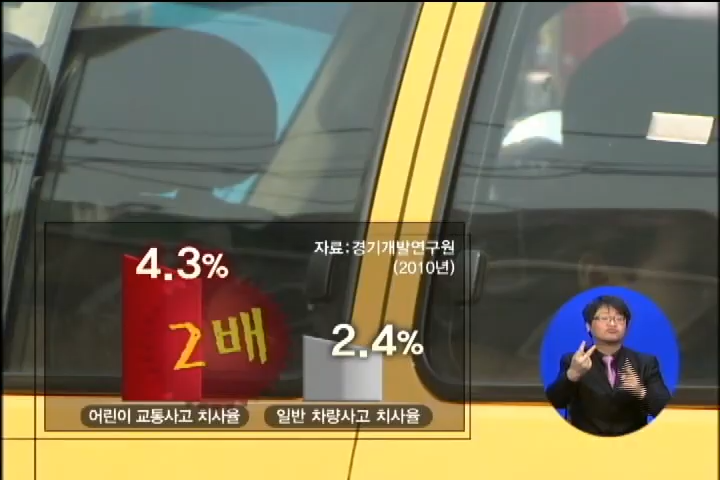 자료:경기개발연구원
(2010년)
4.3%
2배
2.4%
어린이 교통사고 치사율
일반 차량사고 치사율